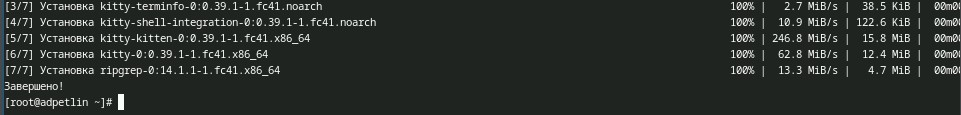 [3/7] Установка kitty-terminfo-0:0.39.1-1.fc41.noarch 100% | 2.7 MiB/s | 38.5 KiB | 00m0
[4/7] Установка kitty-shell-integration-0:0.39.1-1.fc41.noarch 100% | 10.9 MiB/s | 122.6 KiB | 00m0
[5/7] Установка kitty-kitten-0:0.39.1-1.fc41.x86_64 100% | 246.8 MiB/s | 15.8 MiB | 00m0
[6/7] Установка kitty-0:0.39.1-1.fc41.x86_64 100% | 62.8 MiB/s | 12.4 MiB | 00m0
[7/7] Установка ripgrep-0:14.1.1-1.fc41.x86_64 100% | 13.3 MiB/s | 4.7 MiB | 00m0
Завершено!
[root@adpetlin ~]#